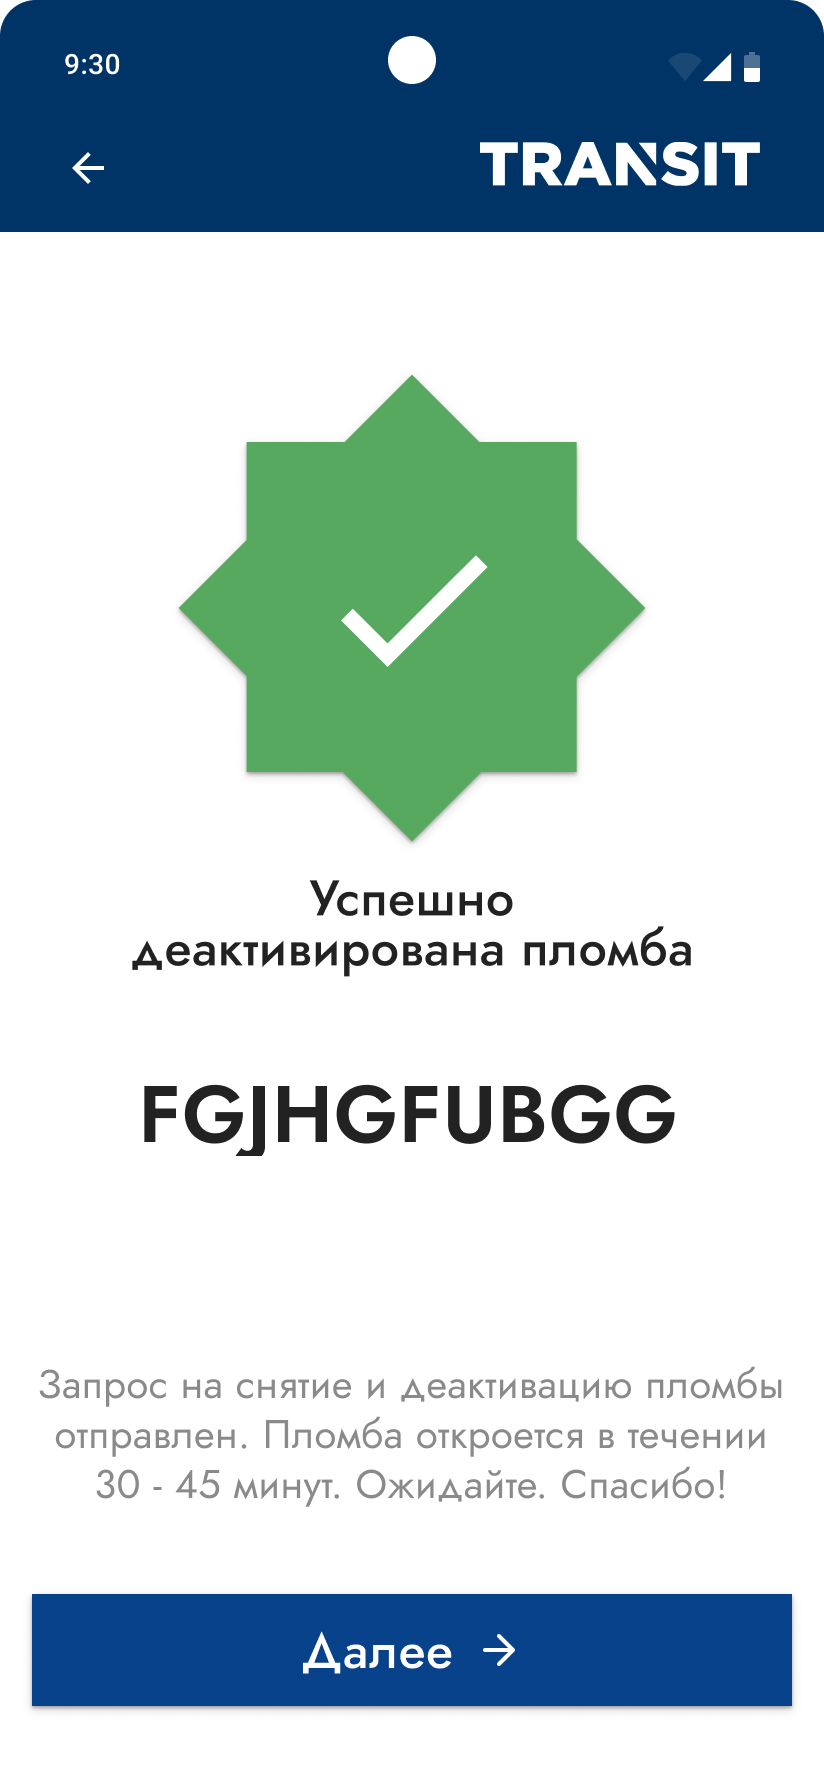 9:30
TRANSIT
Успешно
деактивирована пломба
FGJHGFUBGG
Запрос на снятие и деактивацию пломбы
отправлен. Пломба откроется в течении
30 - 45 минут. Ожидайте. Спасибо!
Далее